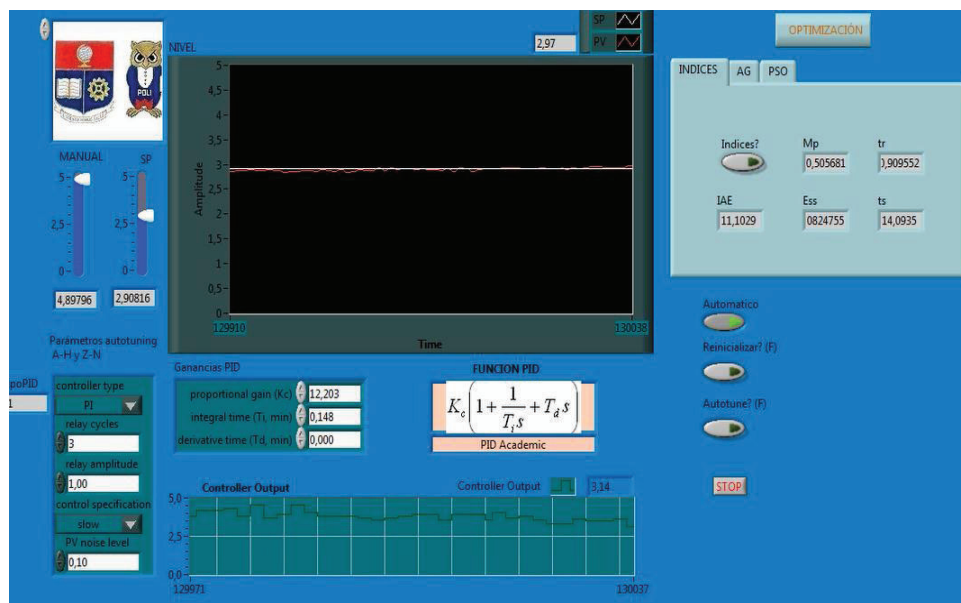 SP
PV
NIVEL
2,97
OPTIMIZACIÓN
INDICES AG PSO
POLI
5-
4,5-
4-
3,5-
3-
2,5-
2-
1,5-
1-
0,5-
0-
Amplitude
129910
130038
Time
MANUAL SP
5- 5-
2,5- 2,5-
0- 0-
4,89796 2,90816
Indices? Mp tr
0,505681 0,909552
IAE Ess ts
11,1029 0824755 14,0935
Automatico
Reinicializar? (F)
Autotune? (F)
STOP
Parámetros autotuning
A-H y Z-N
poPID
1
controller type
PI
relay cycles
3
relay amplitude
1,00
control specification
slow
PV noise level
0,10
Ganancias PID
proportional gain (Kc) 12,203
integral time (Ti, min) 0,148
derivative time (Td, min) 0,000
FUNCION PID
K_c(1+1/(T_i s)+T_d s)
PID Academic
Controller Output
Controller Output 3,14
5,0-
2,5-
0,0-
129971
130037